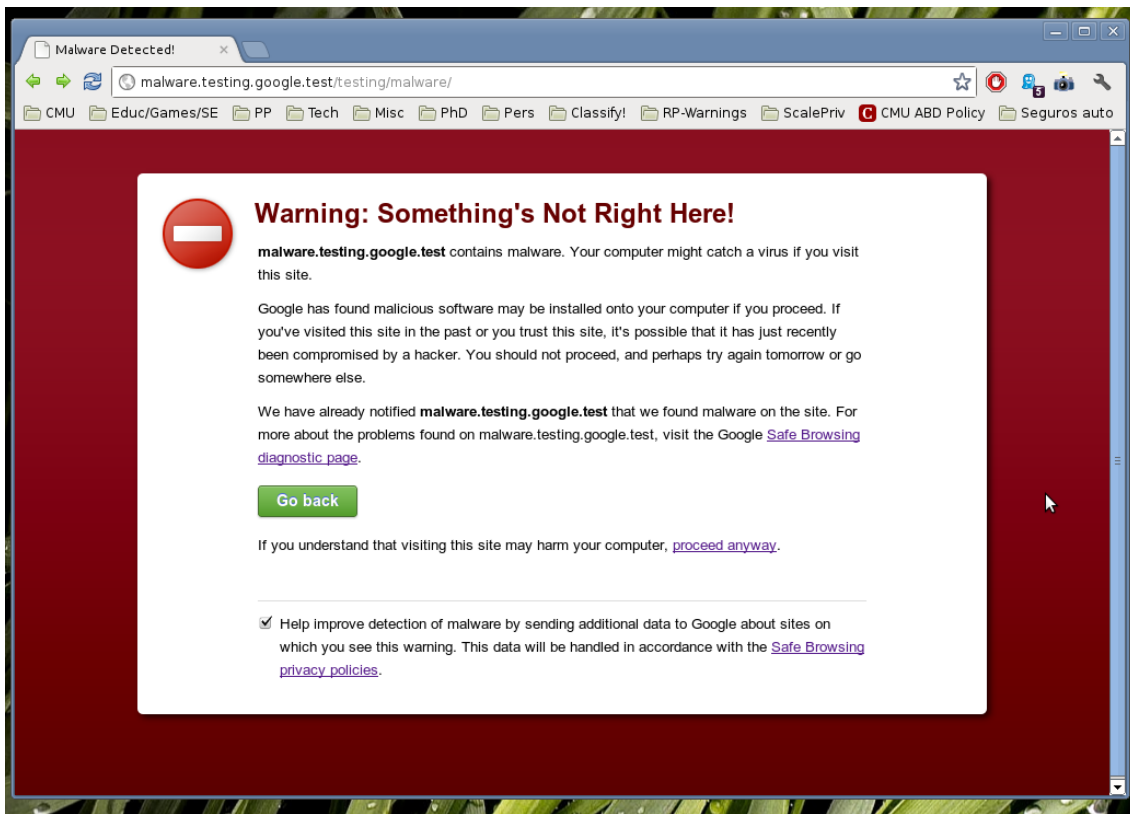 Malware Detected!
malware.testing.google.test/testing/malware/
5
CMU Educ/Games/SE PP Tech Misc PhD Pers Classify! RP-Warnings ScalePriv C CMU ABD Policy Seguros auto
Warning: Something's Not Right Here!
malware.testing.google.test contains malware. Your computer might catch a virus if you visit
this site.
Google has found malicious software may be installed onto your computer if you proceed. If
you've visited this site in the past or you trust this site, it's possible that it has just recently
been compromised by a hacker. You should not proceed, and perhaps try again tomorrow or go
somewhere else.
We have already notified malware.testing.google.test that we found malware on the site. For
more about the problems found on malware.testing.google.test, visit the Google Safe Browsing
diagnostic page.
Go back
If you understand that visiting this site may harm your computer, proceed anyway.
Help improve detection of malware by sending additional data to Google about sites on
which you see this warning. This data will be handled in accordance with the Safe Browsing
privacy policies.